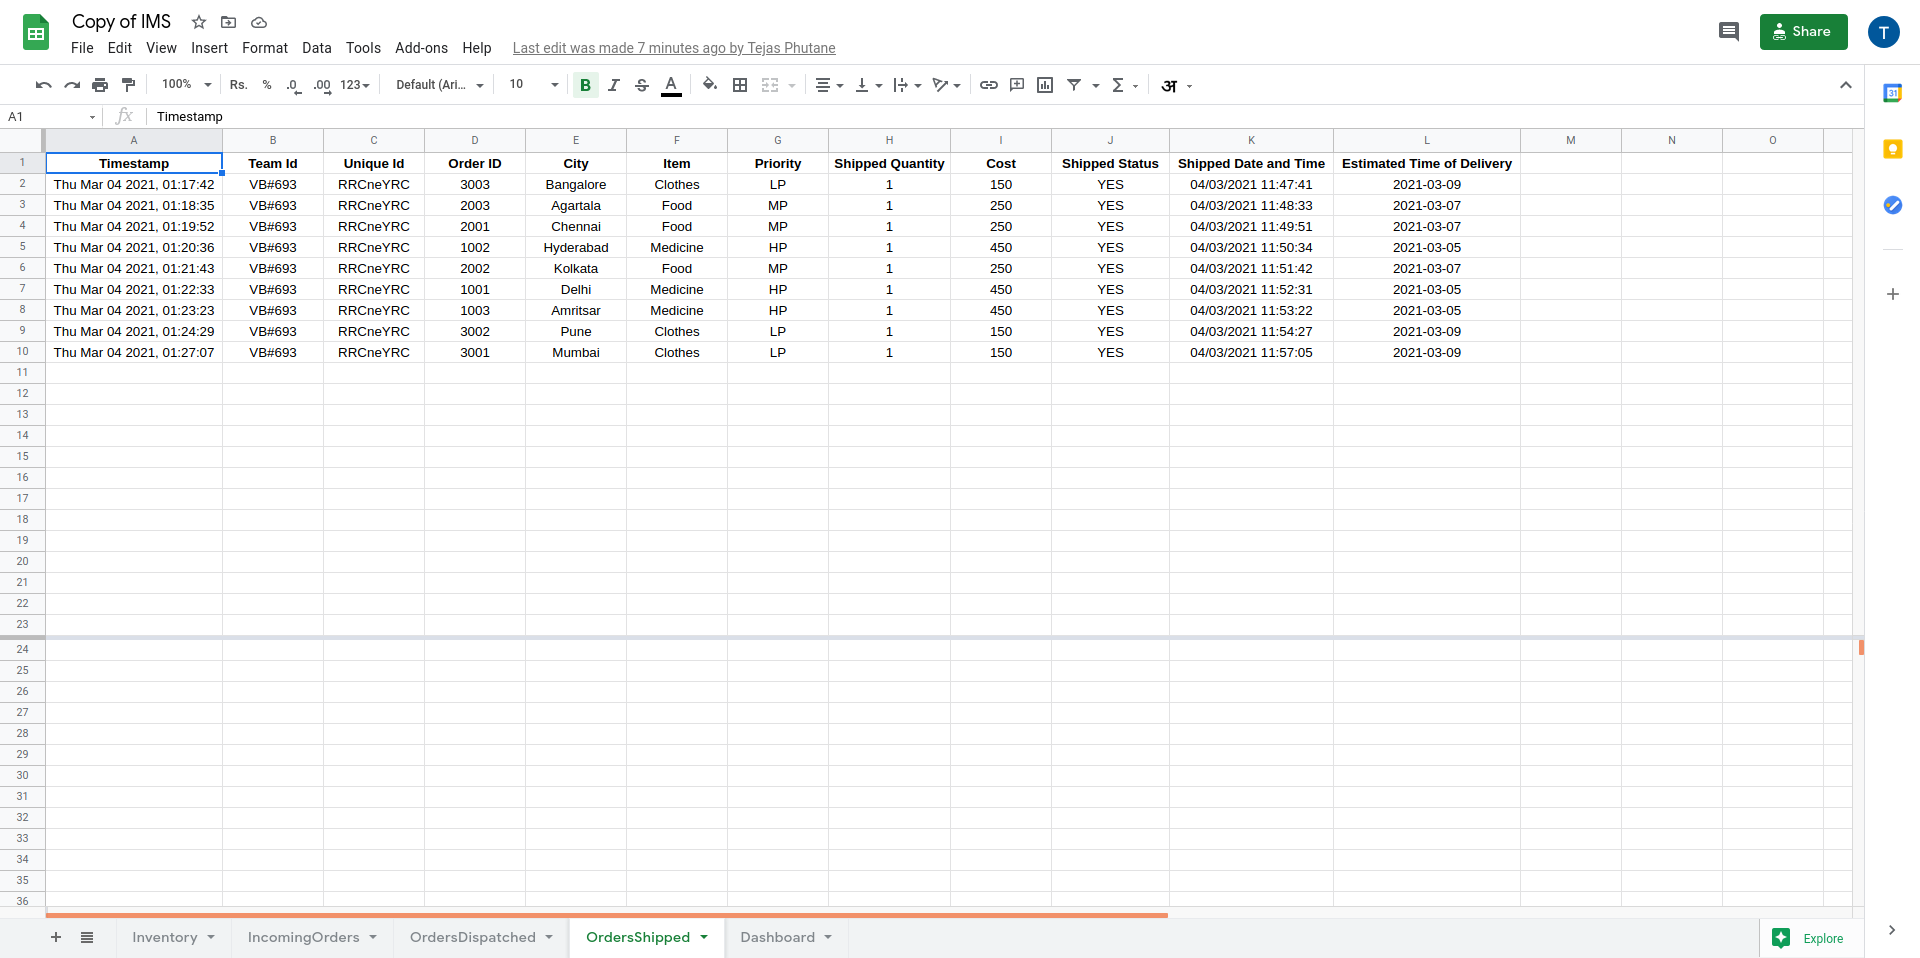 Copy of IMS
File Edit View Insert Format Data Tools Add-ons Help Last edit was made 7 minutes ago by Tejas Phutane
Share
T
100% Rs. % .0 .00 123 Default (Ari... 10 B I S A Σ अ
31
A1 fx Timestamp
A B C D E F G H I J K L M N O
1 Timestamp Team Id Unique Id Order ID City Item Priority Shipped Quantity Cost Shipped Status Shipped Date and Time Estimated Time of Delivery
2 Thu Mar 04 2021, 01:17:42 VB#693 RRCneYRC 3003 Bangalore Clothes LP 1 150 YES 04/03/2021 11:47:41 2021-03-09
3 Thu Mar 04 2021, 01:18:35 VB#693 RRCneYRC 2003 Agartala Food MP 1 250 YES 04/03/2021 11:48:33 2021-03-07
4 Thu Mar 04 2021, 01:19:52 VB#693 RRCneYRC 2001 Chennai Food MP 1 250 YES 04/03/2021 11:49:51 2021-03-07
5 Thu Mar 04 2021, 01:20:36 VB#693 RRCneYRC 1002 Hyderabad Medicine HP 1 450 YES 04/03/2021 11:50:34 2021-03-05
6 Thu Mar 04 2021, 01:21:43 VB#693 RRCneYRC 2002 Kolkata Food MP 1 250 YES 04/03/2021 11:51:42 2021-03-07
7 Thu Mar 04 2021, 01:22:33 VB#693 RRCneYRC 1001 Delhi Medicine HP 1 450 YES 04/03/2021 11:52:31 2021-03-05
8 Thu Mar 04 2021, 01:23:23 VB#693 RRCneYRC 1003 Amritsar Medicine HP 1 450 YES 04/03/2021 11:53:22 2021-03-05
9 Thu Mar 04 2021, 01:24:29 VB#693 RRCneYRC 3002 Pune Clothes LP 1 150 YES 04/03/2021 11:54:27 2021-03-09
10 Thu Mar 04 2021, 01:27:07 VB#693 RRCneYRC 3001 Mumbai Clothes LP 1 150 YES 04/03/2021 11:57:05 2021-03-09
11
12
13
14
15
16
17
18
19
20
21
22
23
24
25
26
27
28
29
30
31
32
33
34
35
36
Inventory IncomingOrders OrdersDispatched OrdersShipped Dashboard Explore